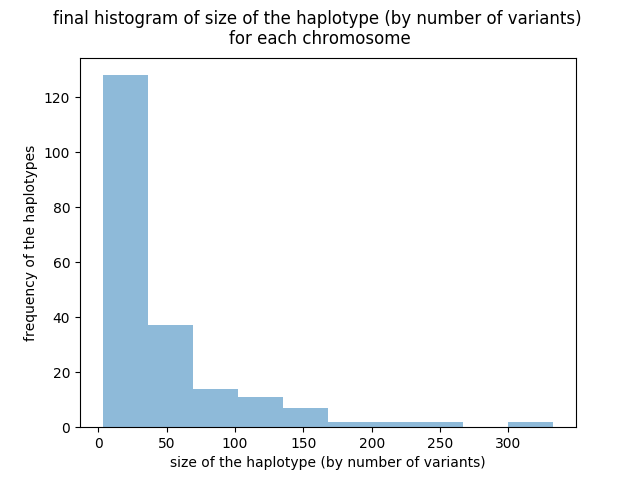 final histogram of size of the haplotype (by number of variants)
for each chromosome
frequency of the haplotypes
120
100
80
60
40
20
0
0 50 100 150 200 250 300
size of the haplotype (by number of variants)